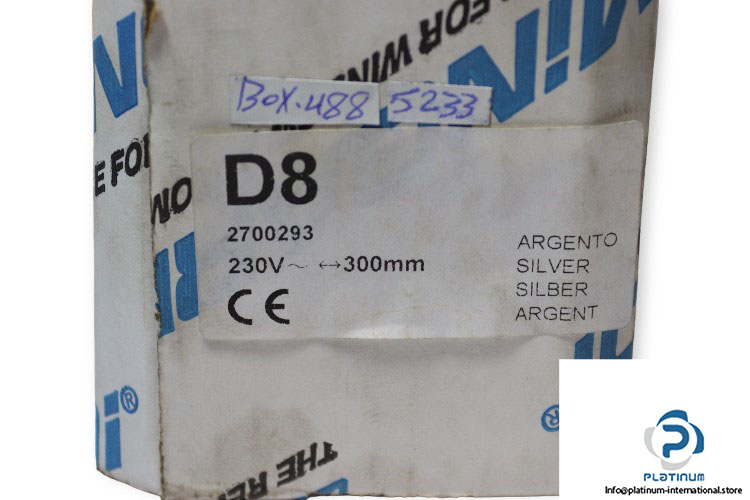 FOR WIN
Box.488 5233
E FO
D8
2700293
230V~ ↔300mm
CE
ARGENTO
SILVER
SILBER
ARGENT
®
®
THE RE
PLATINUM
Info@platinum-international.store